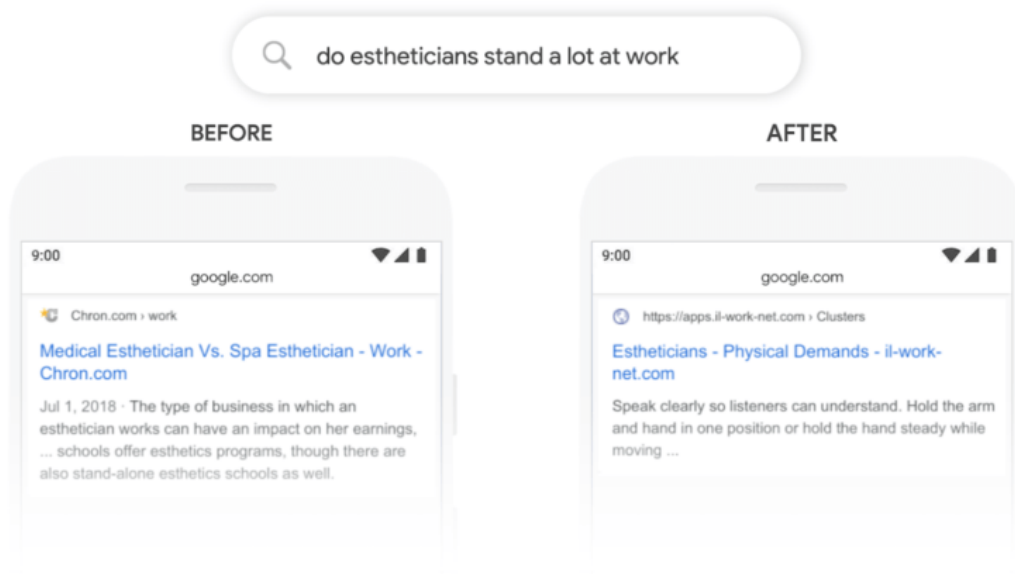 do estheticians stand a lot at work
BEFORE
9:00
google.com
Chron.com › work
Medical Esthetician Vs. Spa Esthetician - Work -
Chron.com
Jul 1, 2018 · The type of business in which an
esthetician works can have an impact on her earnings,
... schools offer esthetics programs, though there are
also stand-alone esthetics schools as well.
AFTER
9:00
google.com
https://apps.il-work-net.com › Clusters
Estheticians - Physical Demands - il-work-
net.com
Speak clearly so listeners can understand. Hold the arm
and hand in one position or hold the hand steady while
moving ...